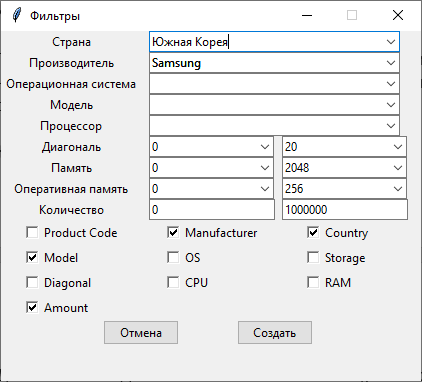 Фильтры
Страна Южная Корея
Производитель Samsung
Операционная система
Модель
Процессор
Диагональ 0 20
Память 0 2048
Оперативная память 0 256
Количество 0 1000000
Product Code Manufacturer Country
Model OS Storage
Diagonal CPU RAM
Amount
Отмена Создать